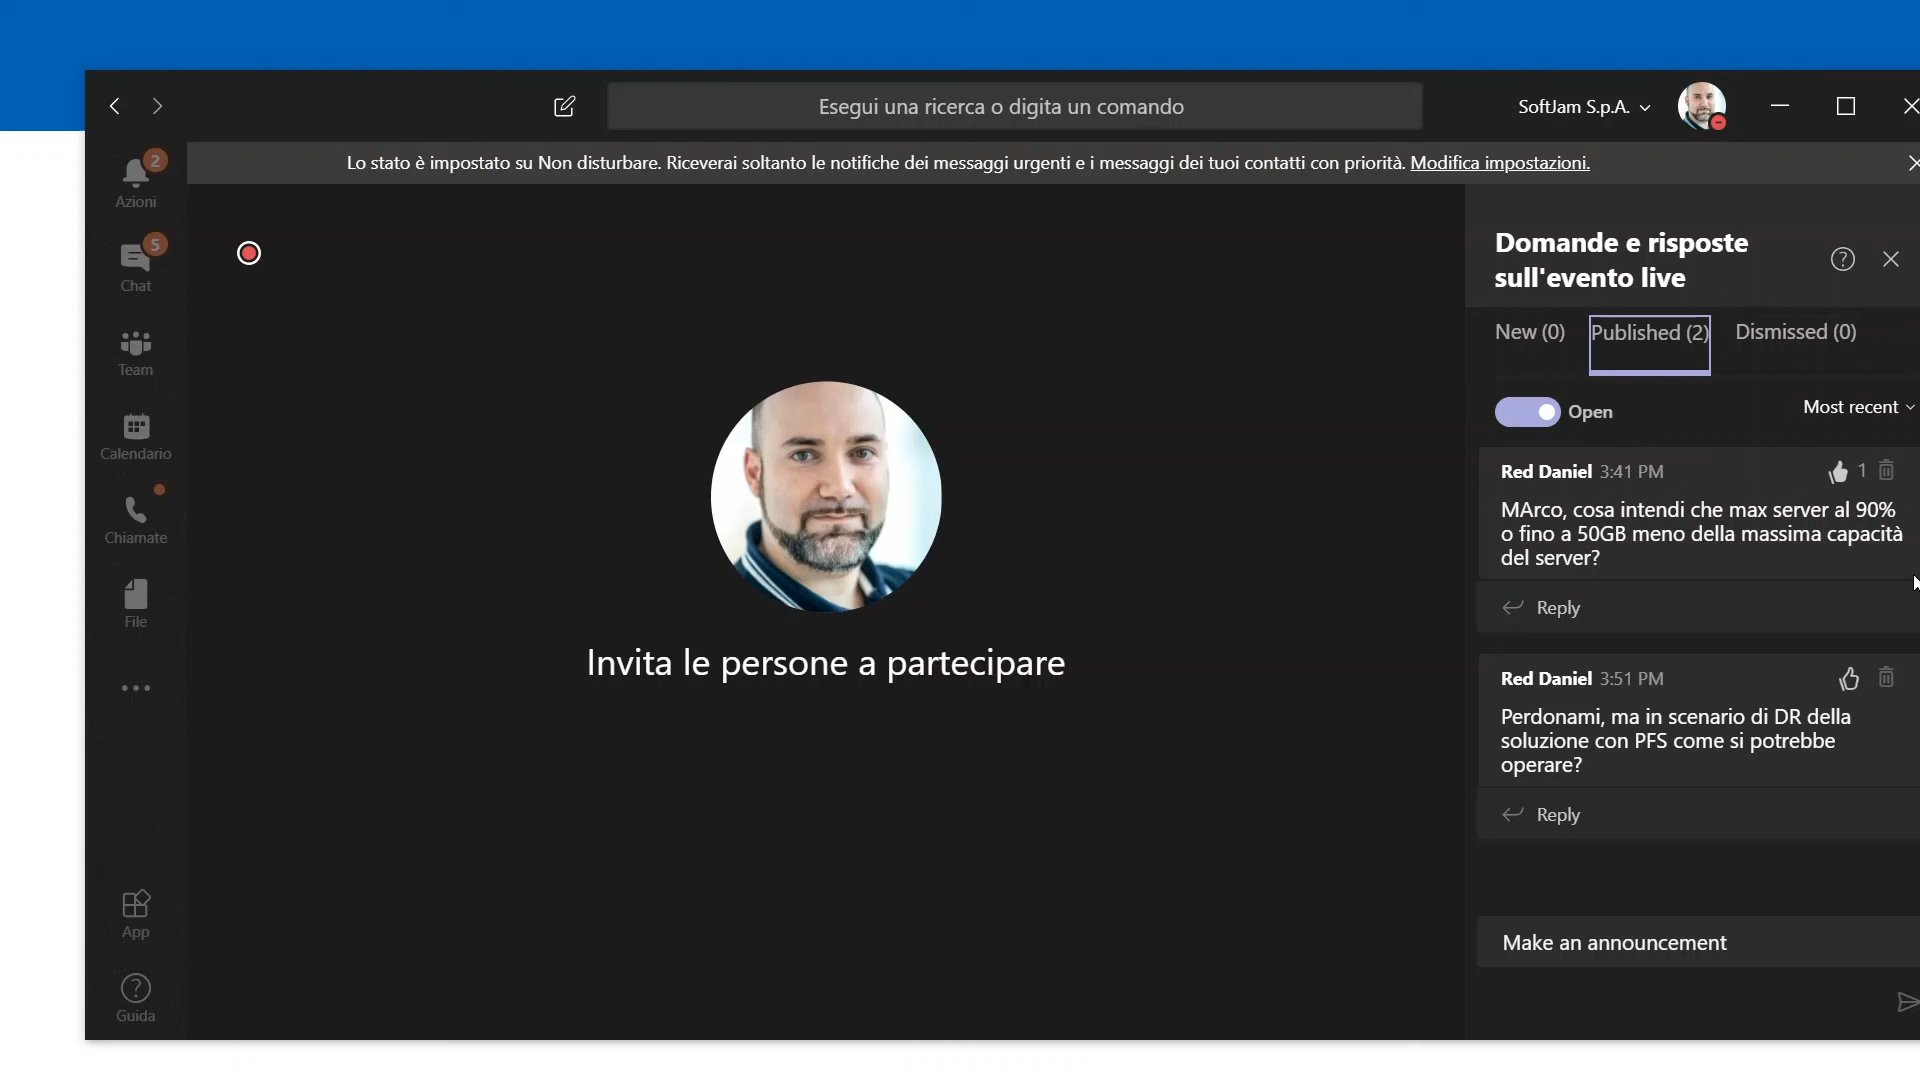 Esegui una ricerca o digita un comando
SoftJam S.p.A.
Lo stato è impostato su Non disturbare. Riceverai soltanto le notifiche dei messaggi urgenti e i messaggi dei tuoi contatti con priorità. Modifica impostazioni.
2
Azioni
5
Chat
Team
Calendario
Chiamate
File
App
Guida
Invita le persone a partecipare
Domande e risposte
sull'evento live
New (0) Published (2) Dismissed (0)
Open Most recent
Red Daniel 3:41 PM 1
MArco, cosa intendi che max server al 90%
o fino a 50GB meno della massima capacità
del server?
Reply
Red Daniel 3:51 PM
Perdonami, ma in scenario di DR della
soluzione con PFS come si potrebbe
operare?
Reply
Make an announcement